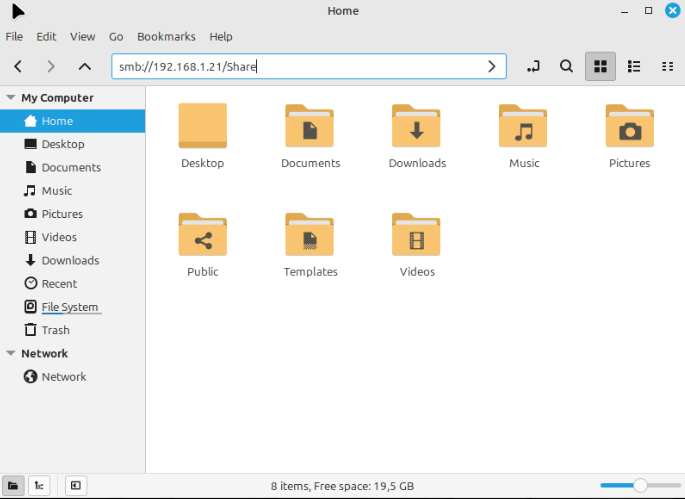 Home
File Edit View Go Bookmarks Help
smb://192.168.1.21/Share
My Computer
Home
Desktop
Documents
Music
Pictures
Videos
Downloads
Recent
File System
Trash
Network
Network
Desktop Documents Downloads Music Pictures
Public Templates Videos
8 items, Free space: 19,5 GB